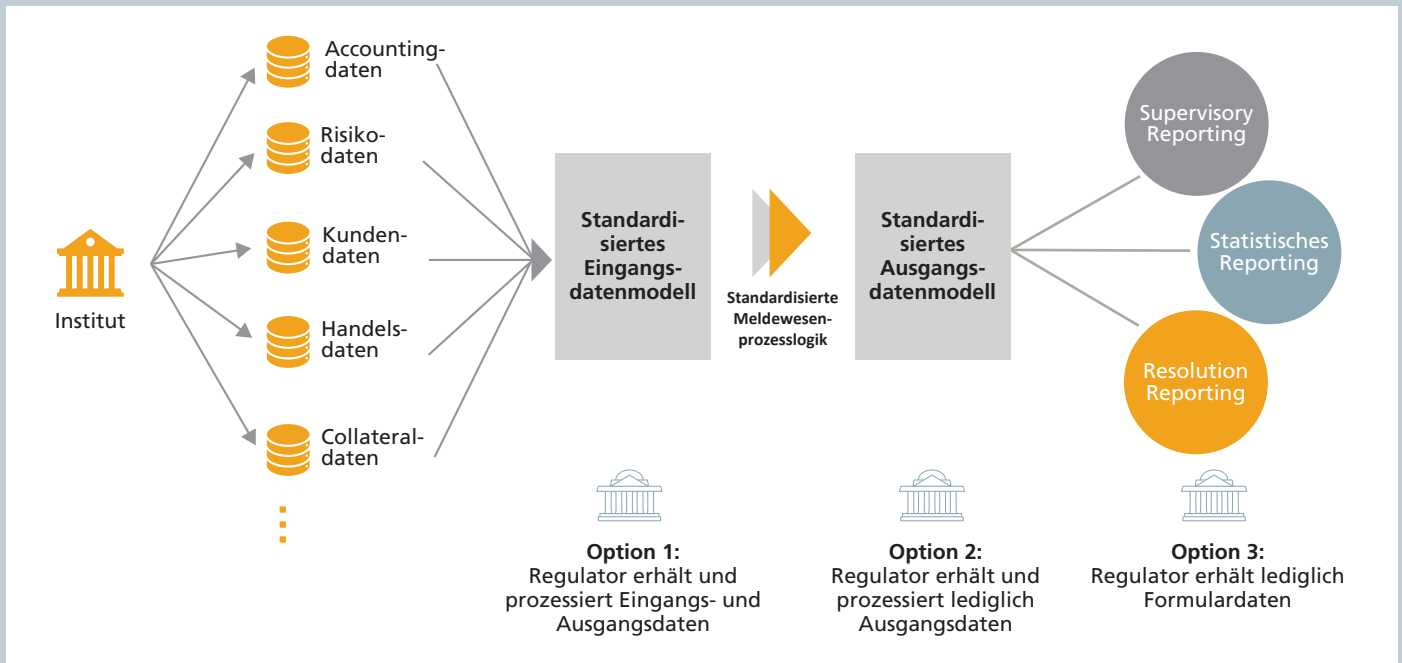 Institut
Accounting-
daten
Risiko-
daten
Kunden-
daten
Handels-
daten
Collateral-
daten
Standardi-
siertes
Eingangs-
datenmodell
Standardisierte
Meldewesen-
prozesslogik
Standardi-
siertes
Ausgangs-
datenmodell
Supervisory
Reporting
Statistisches
Reporting
Resolution
Reporting
Option 1:
Regulator erhält und
prozessiert Eingangs- und
Ausgangsdaten
Option 2:
Regulator erhält und
prozessiert lediglich
Ausgangsdaten
Option 3:
Regulator erhält lediglich
Formulardaten